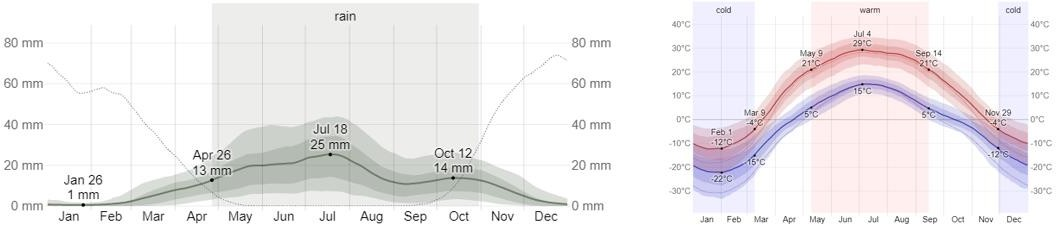 rain
80 mm
80 mm
60 mm
60 mm
40 mm
40 mm
20 mm
20 mm
0 mm
0 mm
Jan 26
1 mm
Apr 26
13 mm
Jul 18
25 mm
Oct 12
14 mm
Jan Feb Mar Apr May Jun Jul Aug Sep Oct Nov Dec
cold
warm
cold
40°C
40°C
30°C
30°C
20°C
20°C
10°C
10°C
0°C
0°C
-10°C
-10°C
-20°C
-20°C
-30°C
-30°C
Feb 1
-12°C
-22°C
Mar 9
-4°C
-15°C
May 9
21°C
5°C
Jul 4
29°C
15°C
Sep 14
21°C
5°C
Nov 29
-4°C
-12°C
Jan Feb Mar Apr May Jun Jul Aug Sep Oct Nov Dec